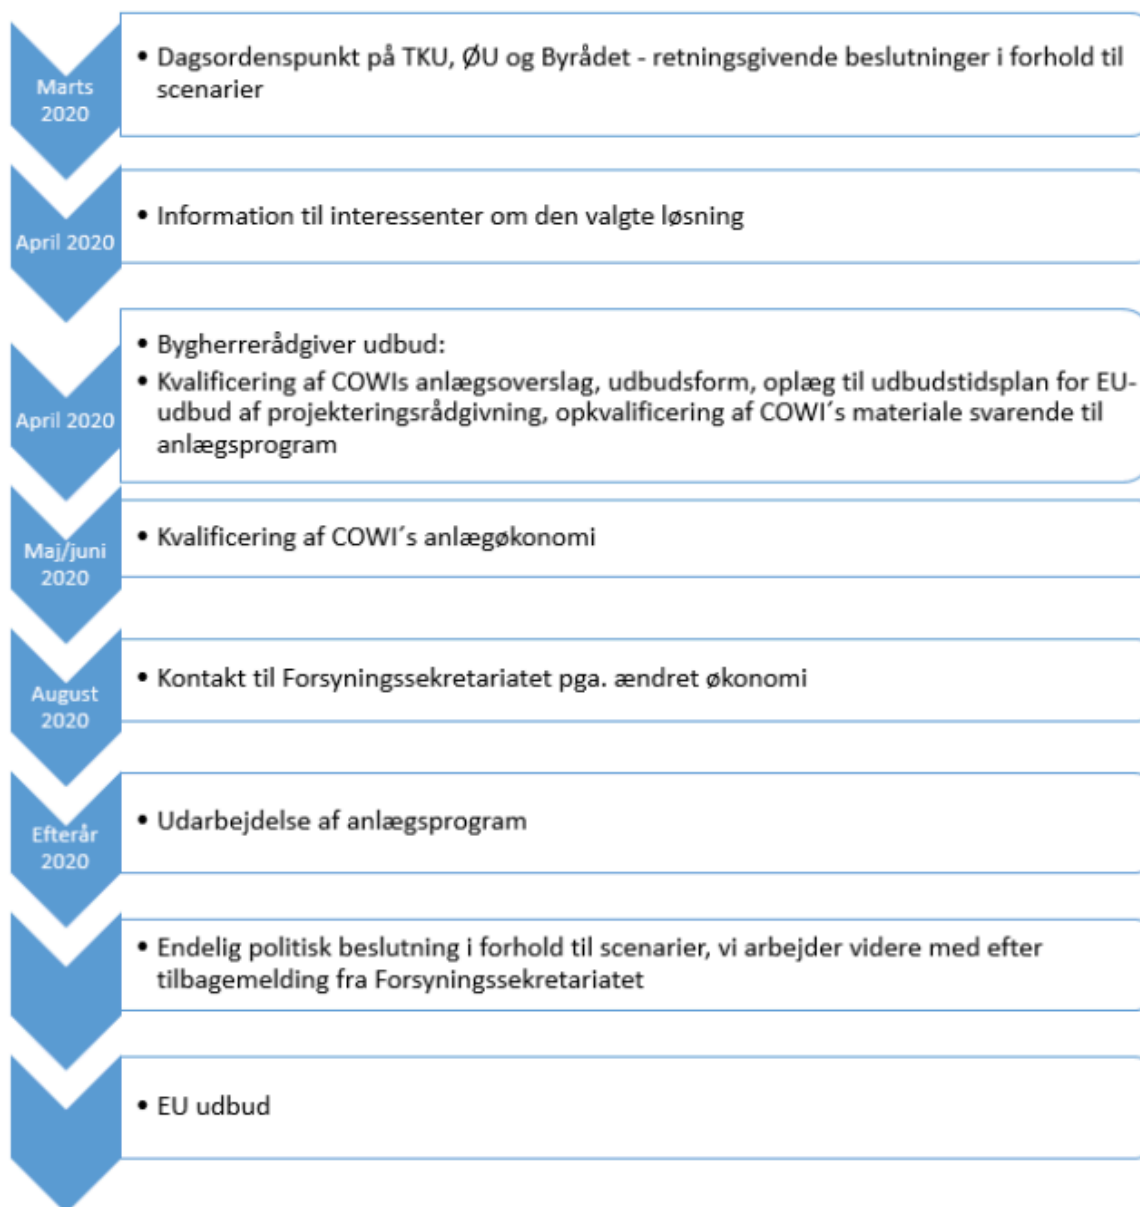 Marts
2020
• Dagsordenspunkt på TKU, ØU og Byrådet - retningsgivende beslutninger i forhold til
scenarier
April 2020
• Information til interessenter om den valgte løsning
April 2020
• Bygherrerådgiver udbud:
• Kvalificering af COWIs anlægsoverslag, udbudsform, oplæg til udbudstidsplan for EU-
udbud af projekteringsrådgivning, opkvalificering af COWI´s materiale svarende til
anlægsprogram
Maj/juni
2020
• Kvalificering af COWI´s anlægøkonomi
August
2020
• Kontakt til Forsyningssekretariatet pga. ændret økonomi
Efterår
2020
• Udarbejdelse af anlægsprogram
• Endelig politisk beslutning i forhold til scenarier, vi arbejder videre med efter
tilbagemelding fra Forsyningssekretariatet
• EU udbud